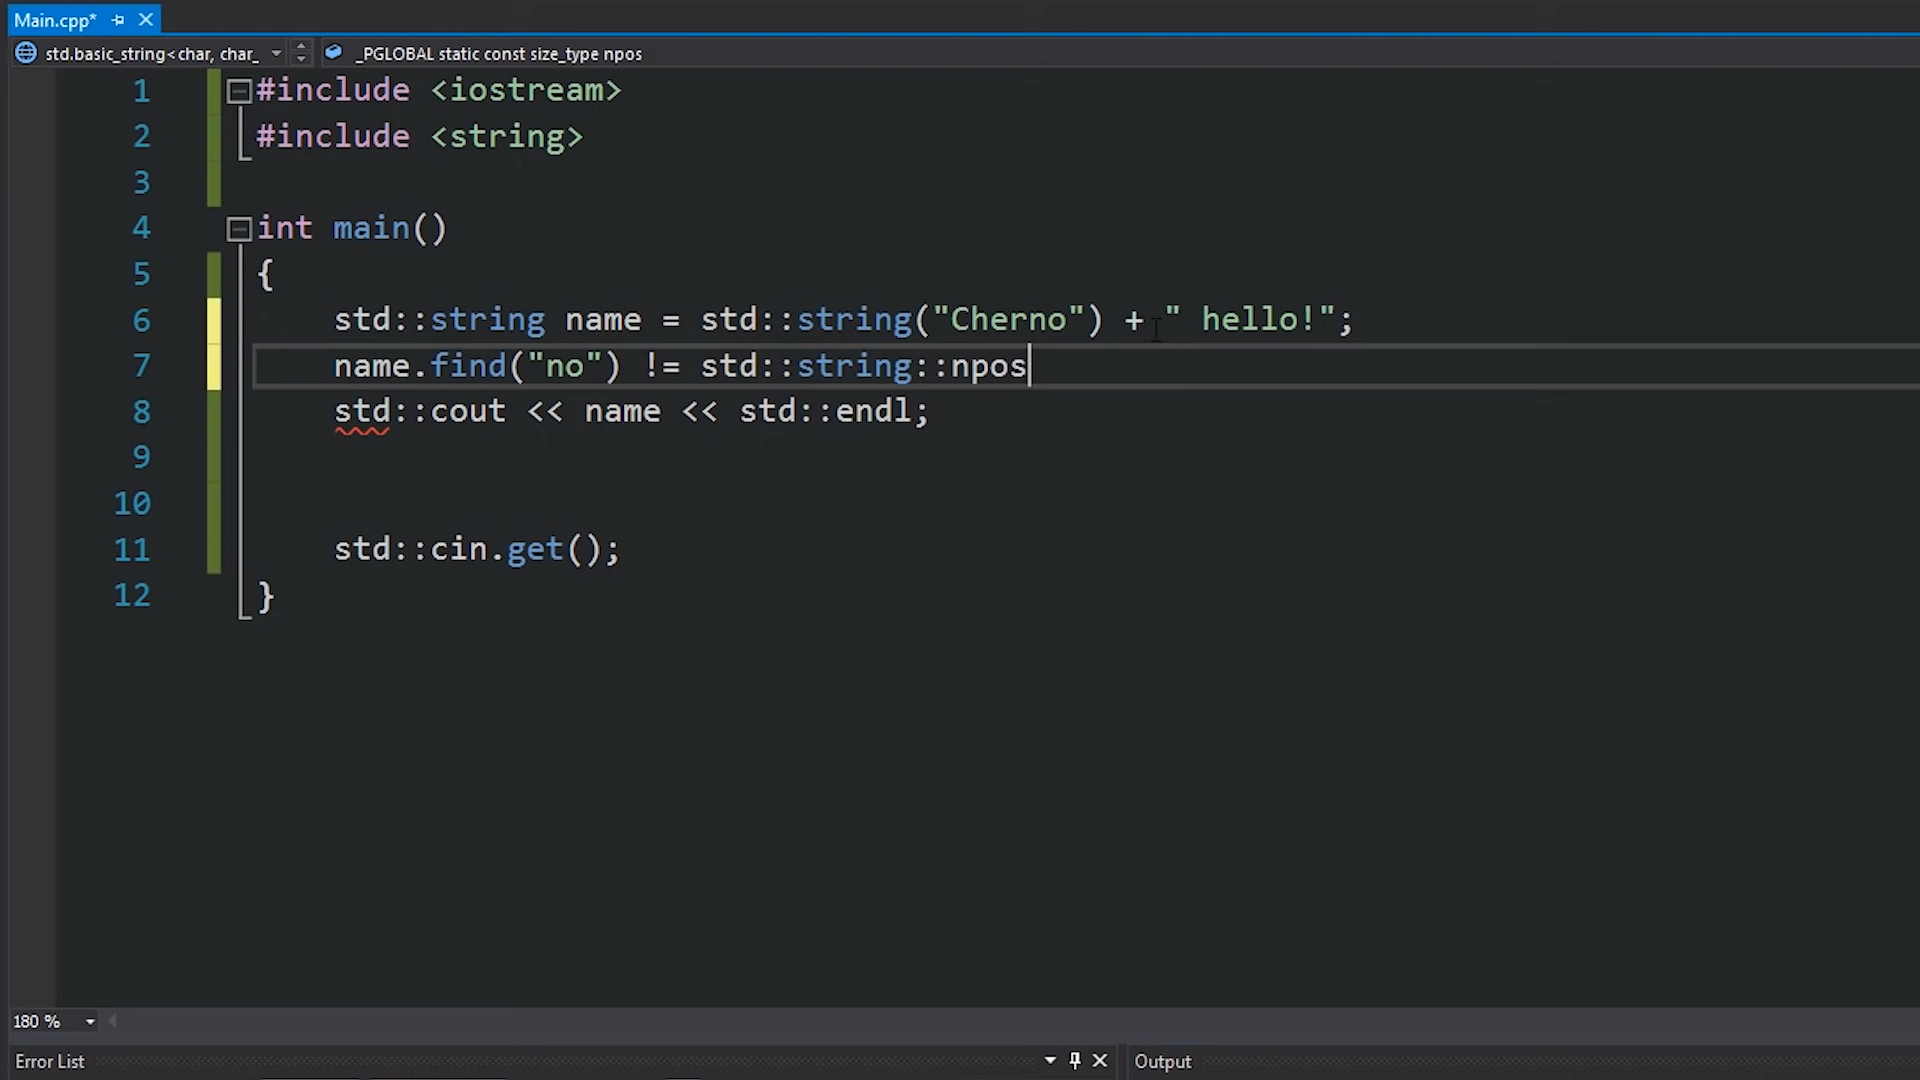 Main.cpp*
std.basic_string<char, char_ _PGLOBAL static const size_type npos
1 #include <iostream>
2 #include <string>
3
4 int main()
5 {
6 std::string name = std::string("Cherno") + " hello!";
7 name.find("no") != std::string::npos
8 std::cout << name << std::endl;
9
10
11 std::cin.get();
12 }
180 %
Error List Output